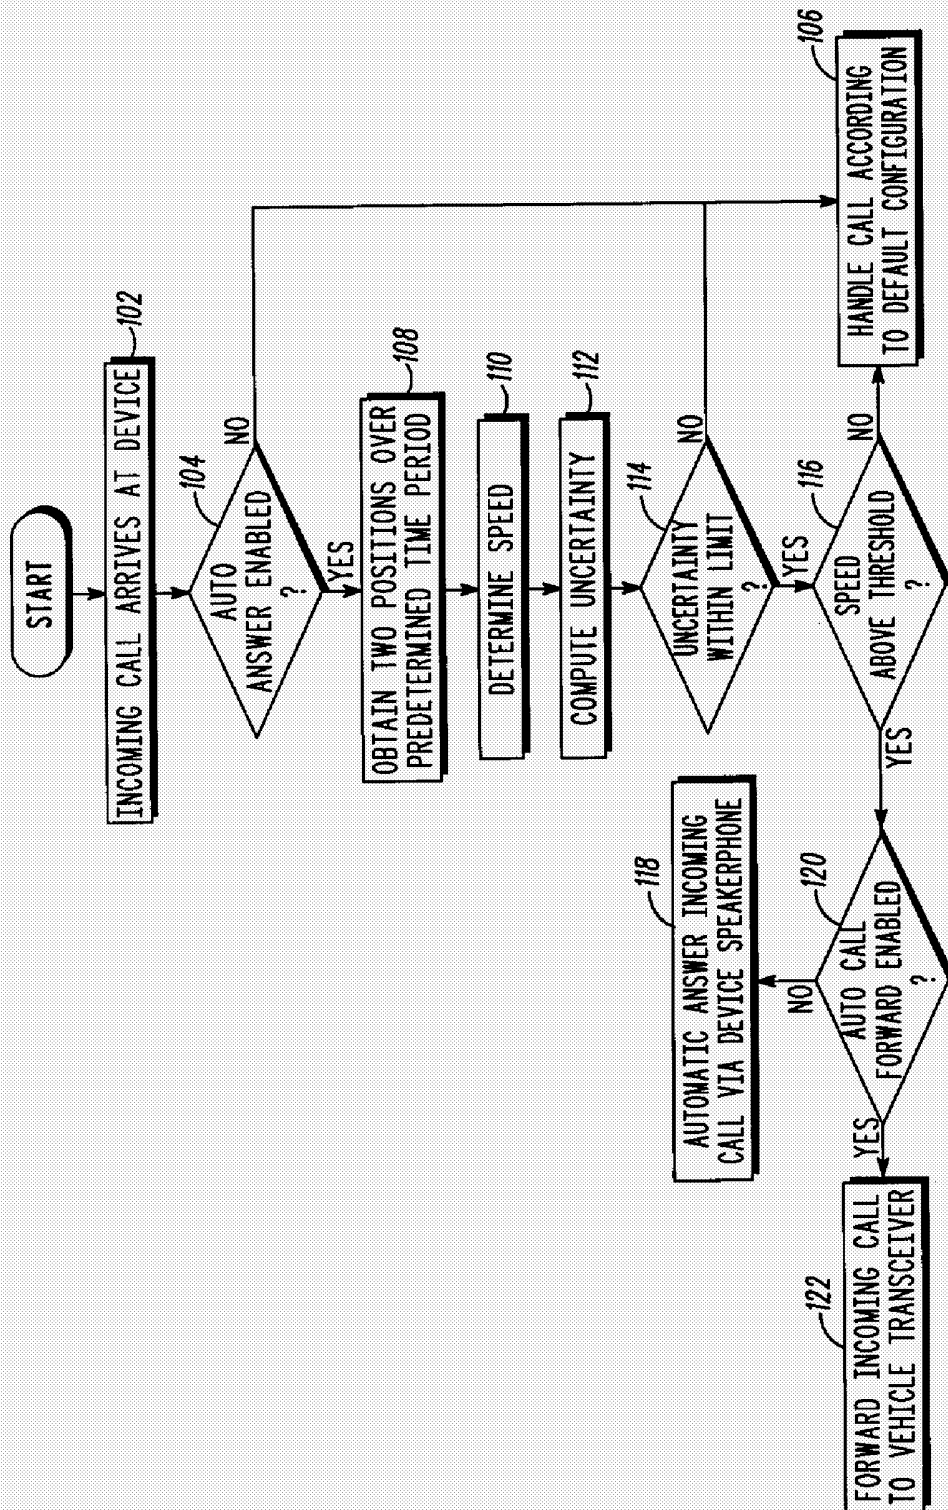 START
INCOMING CALL ARRIVES AT DEVICE
102
AUTO
ANSWER ENABLED
?
104
NO
YES
OBTAIN TWO POSITIONS OVER
PREDETERMINED TIME PERIOD
108
DETERMINE SPEED
110
COMPUTE UNCERTAINTY
112
UNCERTAINTY
WITHIN LIMIT
?
114
NO
YES
SPEED
ABOVE THRESHOLD
?
116
NO
YES
HANDLE CALL ACCORDING
TO DEFAULT CONFIGURATION
106
AUTO CALL
FORWARD ENABLED
?
120
NO
YES
AUTOMATIC ANSWER INCOMING
CALL VIA DEVICE SPEAKERPHONE
118
FORWARD INCOMING CALL
TO VEHICLE TRANSCEIVER
122